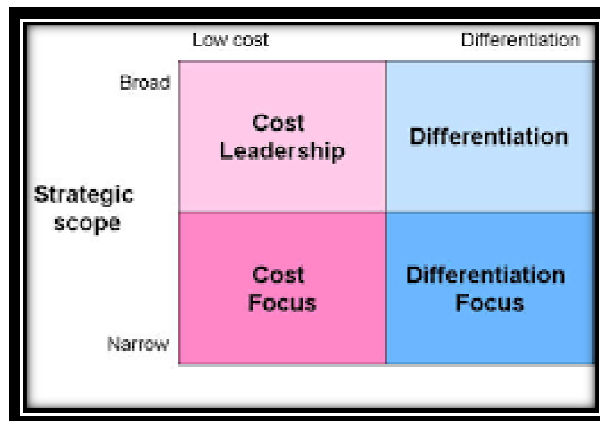 Low cost Differentiation
Broad
Cost
Leadership
Differentiation
Strategic
scope
Cost
Focus
Differentiation
Focus
Narrow